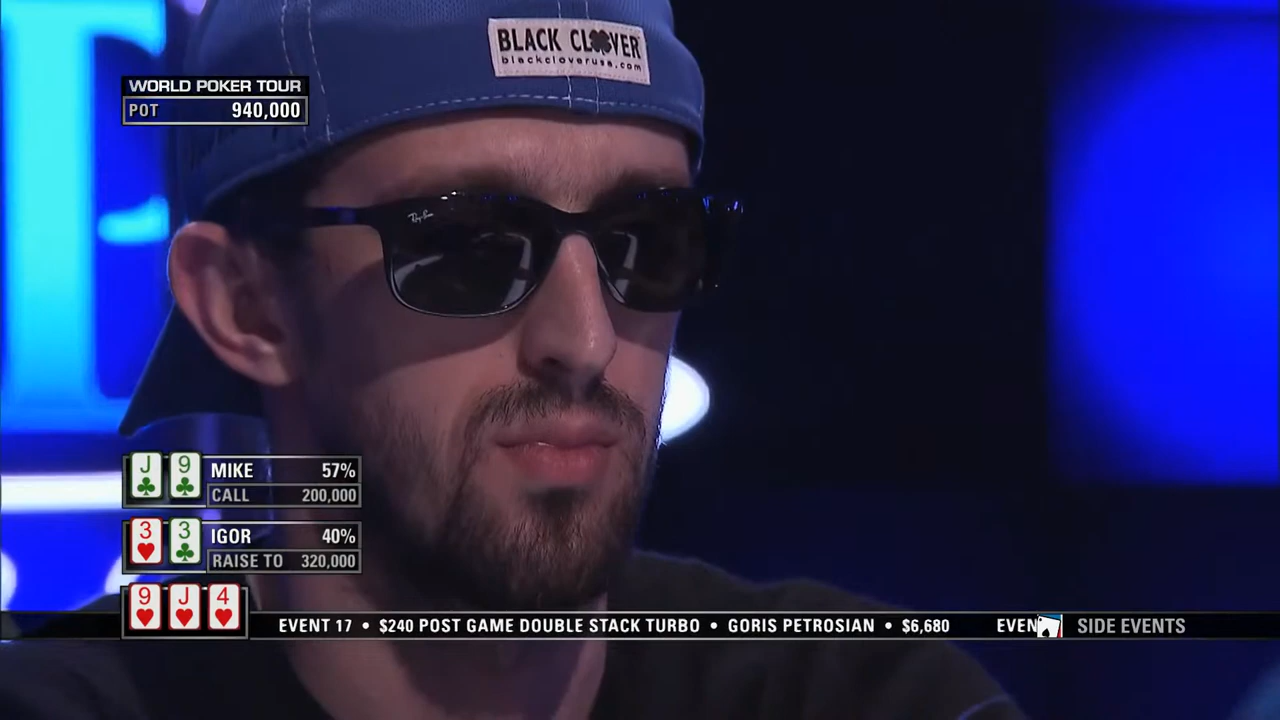 BLACK CLOVER
blackcloverusa.com
WORLD POKER TOUR
POT 940,000
Ray-Ban
J 9 MIKE 57%
CALL 200,000
3 3 IGOR 40%
RAISE TO 320,000
9 J 4
EVENT 17 • $240 POST GAME DOUBLE STACK TURBO • GORIS PETROSIAN • $6,680 EVEN SIDE EVENTS